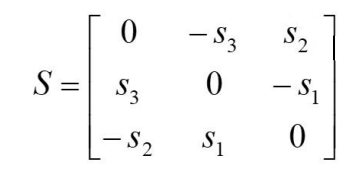 0 − s₃ s₂
S = s₃ 0 − s₁
− s₂ s₁ 0